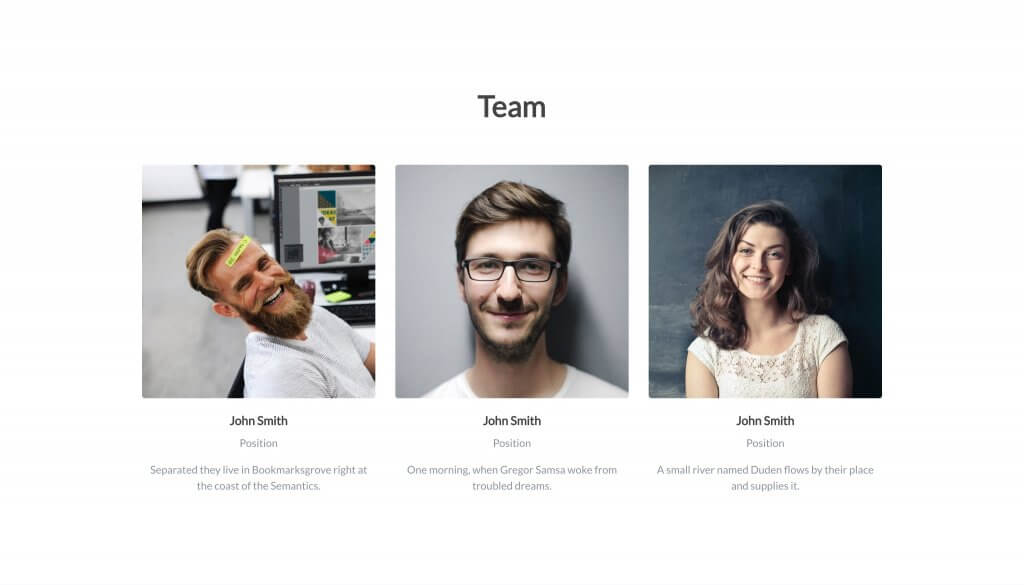 Team
John Smith
Position
Separated they live in Bookmarksgrove right at
the coast of the Semantics.
John Smith
Position
One morning, when Gregor Samsa woke from
troubled dreams.
John Smith
Position
A small river named Duden flows by their place
and supplies it.